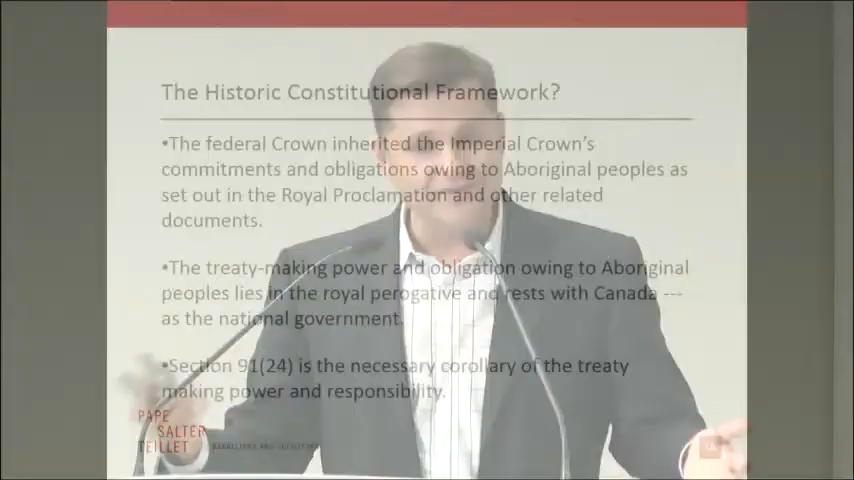 The Historic Constitutional Framework?
•The federal Crown inherited the Imperial Crown's
commitments and obligations owing to Aboriginal peoples as
set out in the Royal Proclamation and other related
documents.
•The treaty-making power and obligation owing to Aboriginal
peoples lies in the royal perogative and rests with Canada ---
as the national government.
•Section 91(24) is the necessary corollary of the treaty
making power and responsibility.
PAPE
SALTER
TEILLET
BARRISTERS AND SOLICITORS